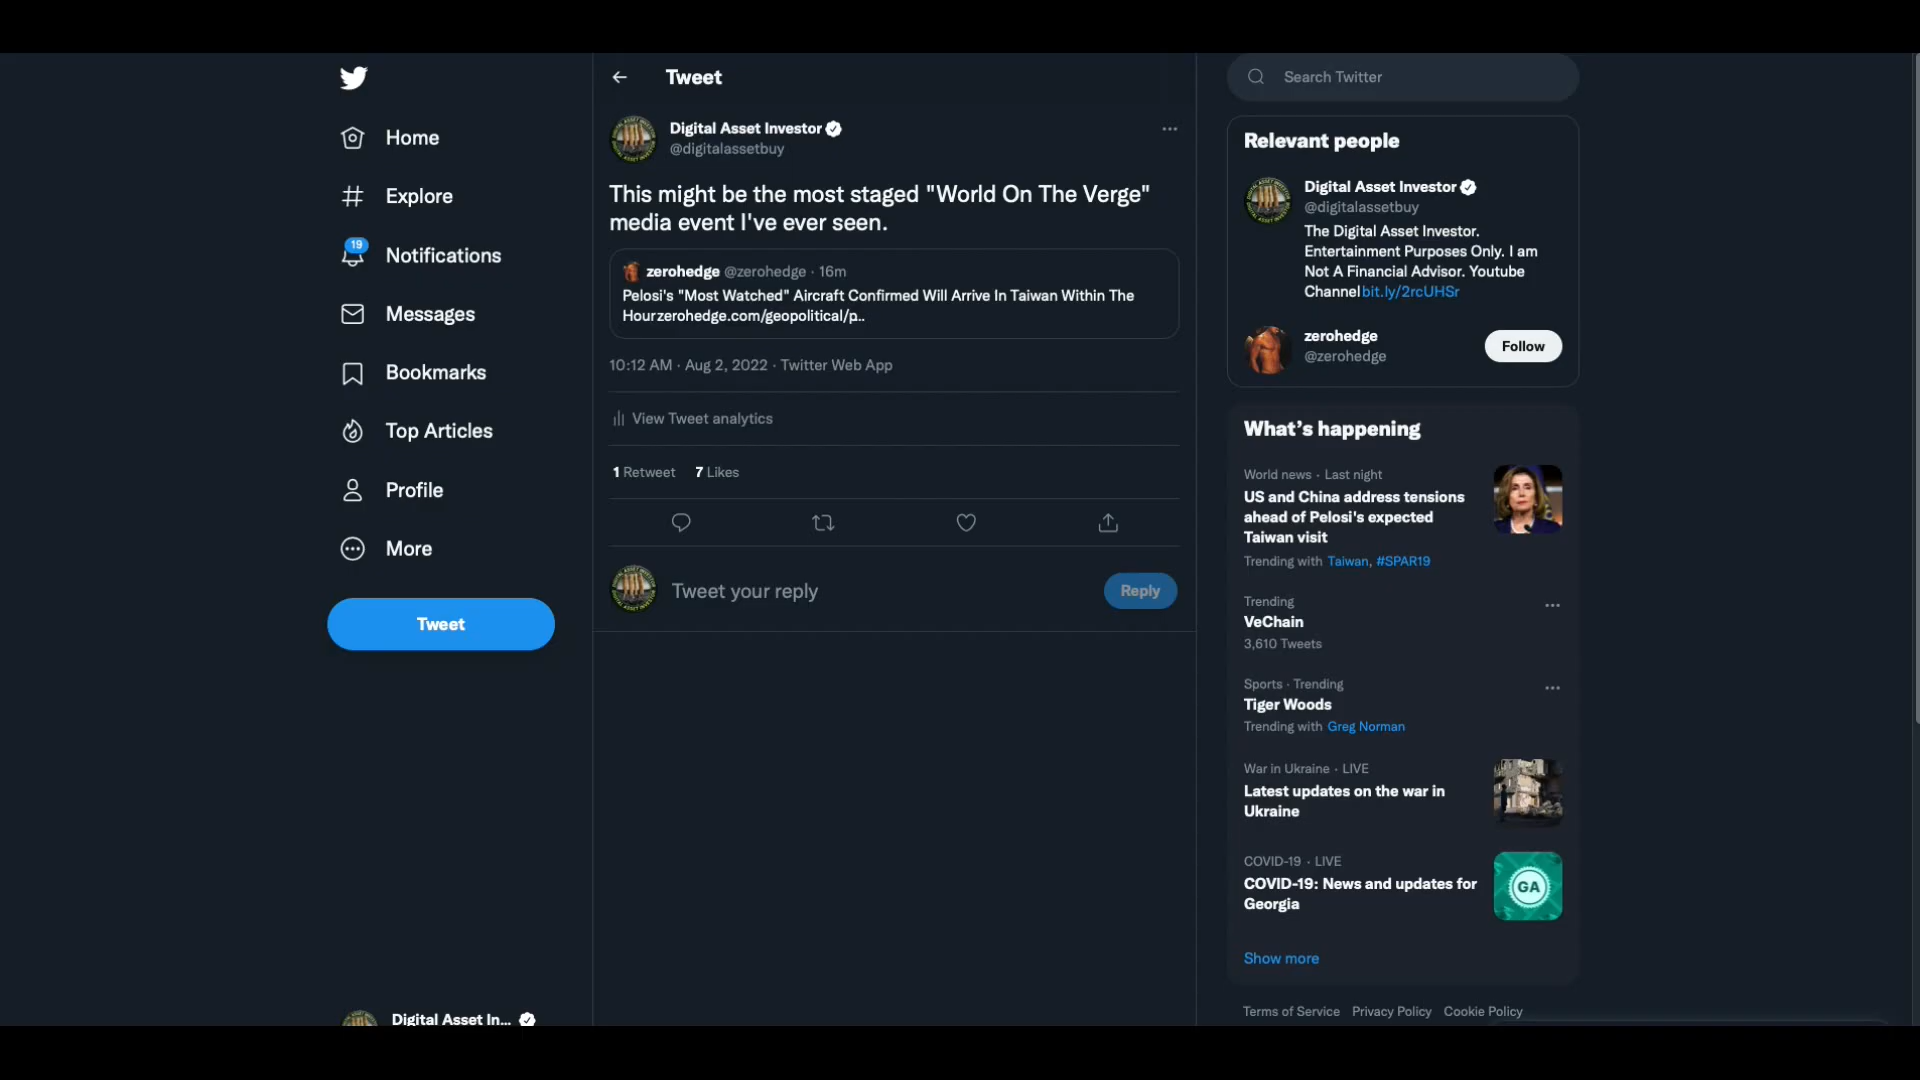 Home
Explore
19
Notifications
Messages
Bookmarks
Top Articles
Profile
More
Tweet
Digital Asset In...
Tweet
Digital Asset Investor
@digitalassetbuy
This might be the most staged "World On The Verge"
media event I've ever seen.
zerohedge @zerohedge · 16m
Pelosi's "Most Watched" Aircraft Confirmed Will Arrive In Taiwan Within The
Hourzerohedge.com/geopolitical/p..
10:12 AM · Aug 2, 2022 · Twitter Web App
View Tweet analytics
1 Retweet 7 Likes
Tweet your reply
Reply
Search Twitter
Relevant people
Digital Asset Investor
@digitalassetbuy
The Digital Asset Investor.
Entertainment Purposes Only. I am
Not A Financial Advisor. Youtube
Channelbit.ly/2rcUHSr
zerohedge
@zerohedge
Follow
What's happening
World news · Last night
US and China address tensions
ahead of Pelosi's expected
Taiwan visit
Trending with Taiwan, #SPAR19
Trending
VeChain
3,610 Tweets
Sports · Trending
Tiger Woods
Trending with Greg Norman
War in Ukraine · LIVE
Latest updates on the war in
Ukraine
COVID-19 · LIVE
COVID-19: News and updates for
Georgia
GA
Show more
Terms of Service Privacy Policy Cookie Policy